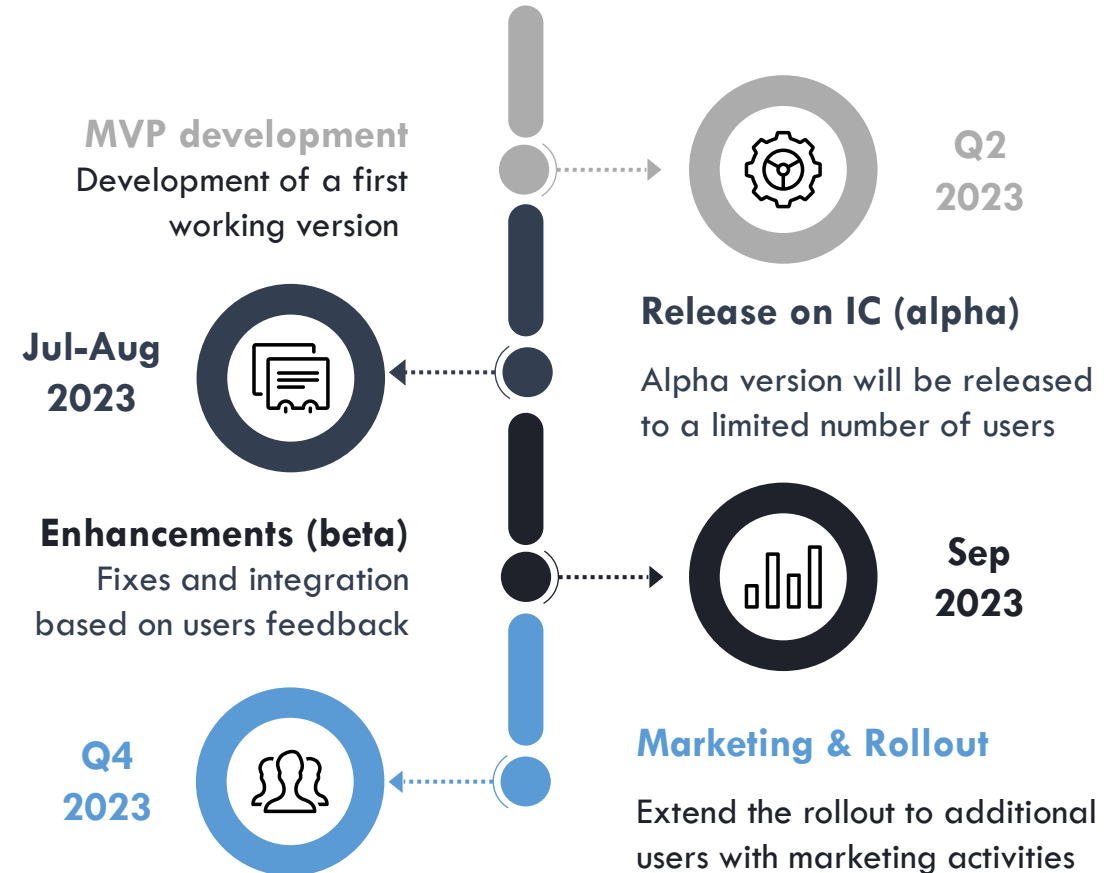 MVP development
Development of a first
working version
Q2
2023
Jul-Aug
2023
Release on IC (alpha)
Alpha version will be released
to a limited number of users
Enhancements (beta)
Fixes and integration
based on users feedback
Sep
2023
Q4
2023
Marketing & Rollout
Extend the rollout to additional
users with marketing activities